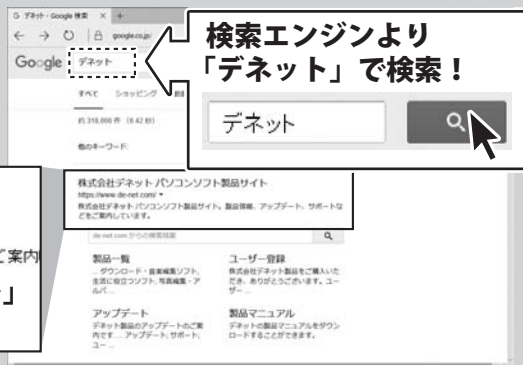 デネット - Google 検索
google.co.jp
検索エンジンより
「デネット」で検索！
デネット
Google デネット
すべて ショッピング
約 318,000 件 (0.42 秒)
他のキーワード:
株式会社デネット パソコンソフト製品サイト
https://www.de-net.com/
株式会社デネット パソコンソフト製品サイト。製品情報、アップデート、サポートな
どをご案内しています。
ご案内
」
de-net.com からの検索結果
製品一覧
... ダウンロード・音楽編集ソフト,
生活に役立つソフト, 写真編集・ア
ルバ ...
ユーザー登録
株式会社デネット製品をご購入いた
だき、ありがとうございます。ユー
ザー ...
アップデート
デネット製品のアップデートのご案
内です ... アップデート, サポート,
ユー ...
製品マニュアル
デネットの製品マニュアルをダウン
ロードすることができます。